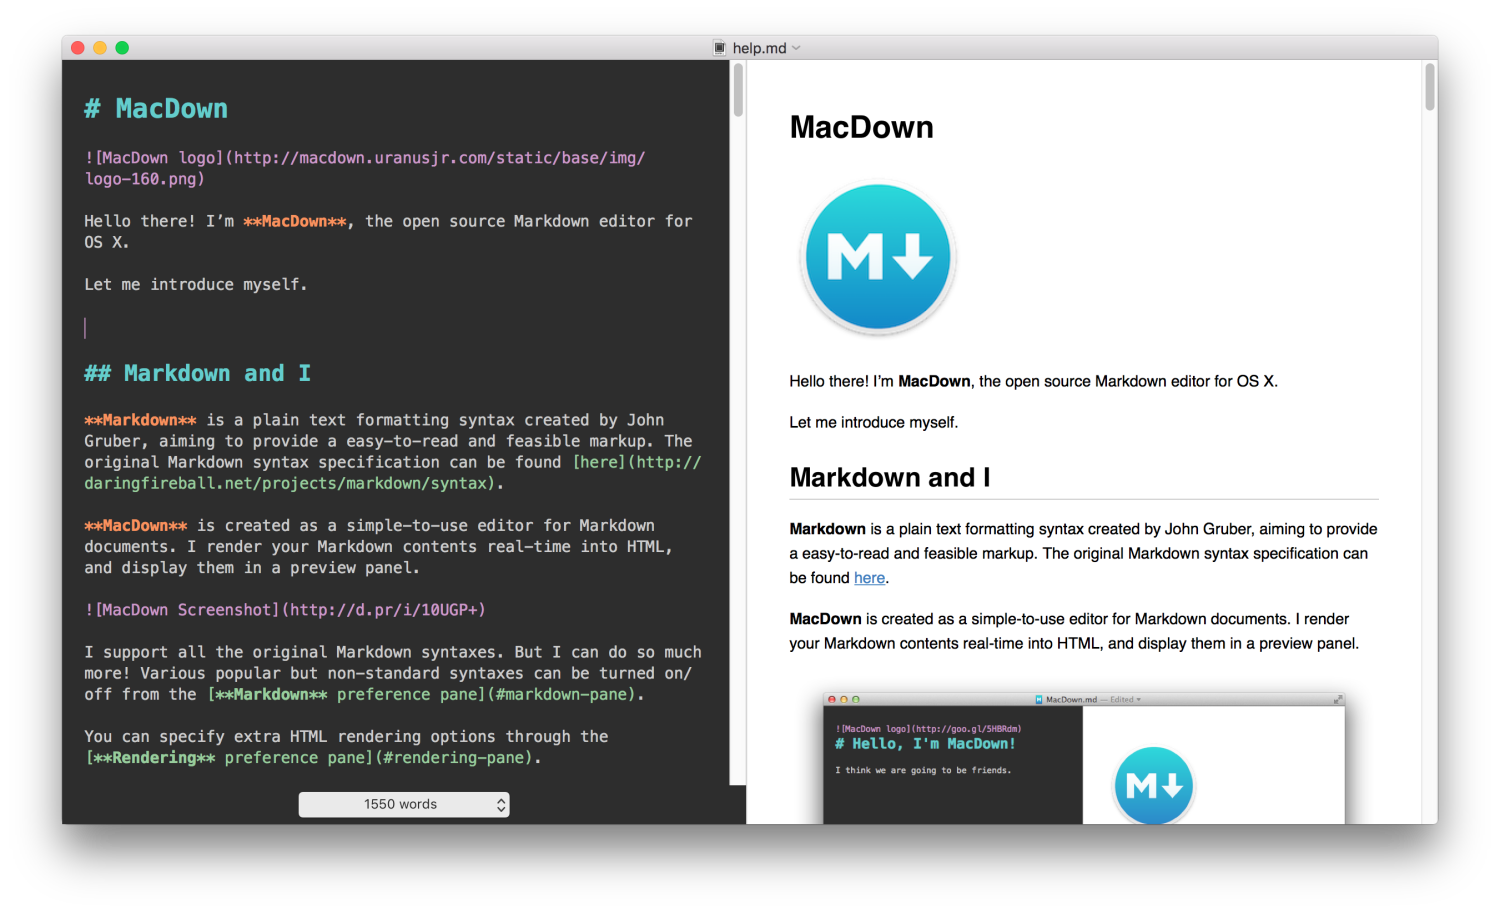 help.md
# MacDown
![MacDown logo](http://macdown.uranusjr.com/static/base/img/
logo-160.png)
Hello there! I’m **MacDown**, the open source Markdown editor for
OS X.
Let me introduce myself.
## Markdown and I
**Markdown** is a plain text formatting syntax created by John
Gruber, aiming to provide a easy-to-read and feasible markup. The
original Markdown syntax specification can be found [here](http://
daringfireball.net/projects/markdown/syntax).
**MacDown** is created as a simple-to-use editor for Markdown
documents. I render your Markdown contents real-time into HTML,
and display them in a preview panel.
![MacDown Screenshot](http://d.pr/i/10UGP+)
I support all the original Markdown syntaxes. But I can do so much
more! Various popular but non-standard syntaxes can be turned on/
off from the [**Markdown** preference pane](#markdown-pane).
You can specify extra HTML rendering options through the
[**Rendering** preference pane](#rendering-pane).
1550 words
MacDown
M
Hello there! I’m MacDown, the open source Markdown editor for OS X.
Let me introduce myself.
Markdown and I
Markdown is a plain text formatting syntax created by John Gruber, aiming to provide
a easy-to-read and feasible markup. The original Markdown syntax specification can
be found here.
MacDown is created as a simple-to-use editor for Markdown documents. I render
your Markdown contents real-time into HTML, and display them in a preview panel.
MacDown.md — Edited
![MacDown logo](http://goo.gl/5HBRdm)
# Hello, I'm MacDown!
I think we are going to be friends.
M